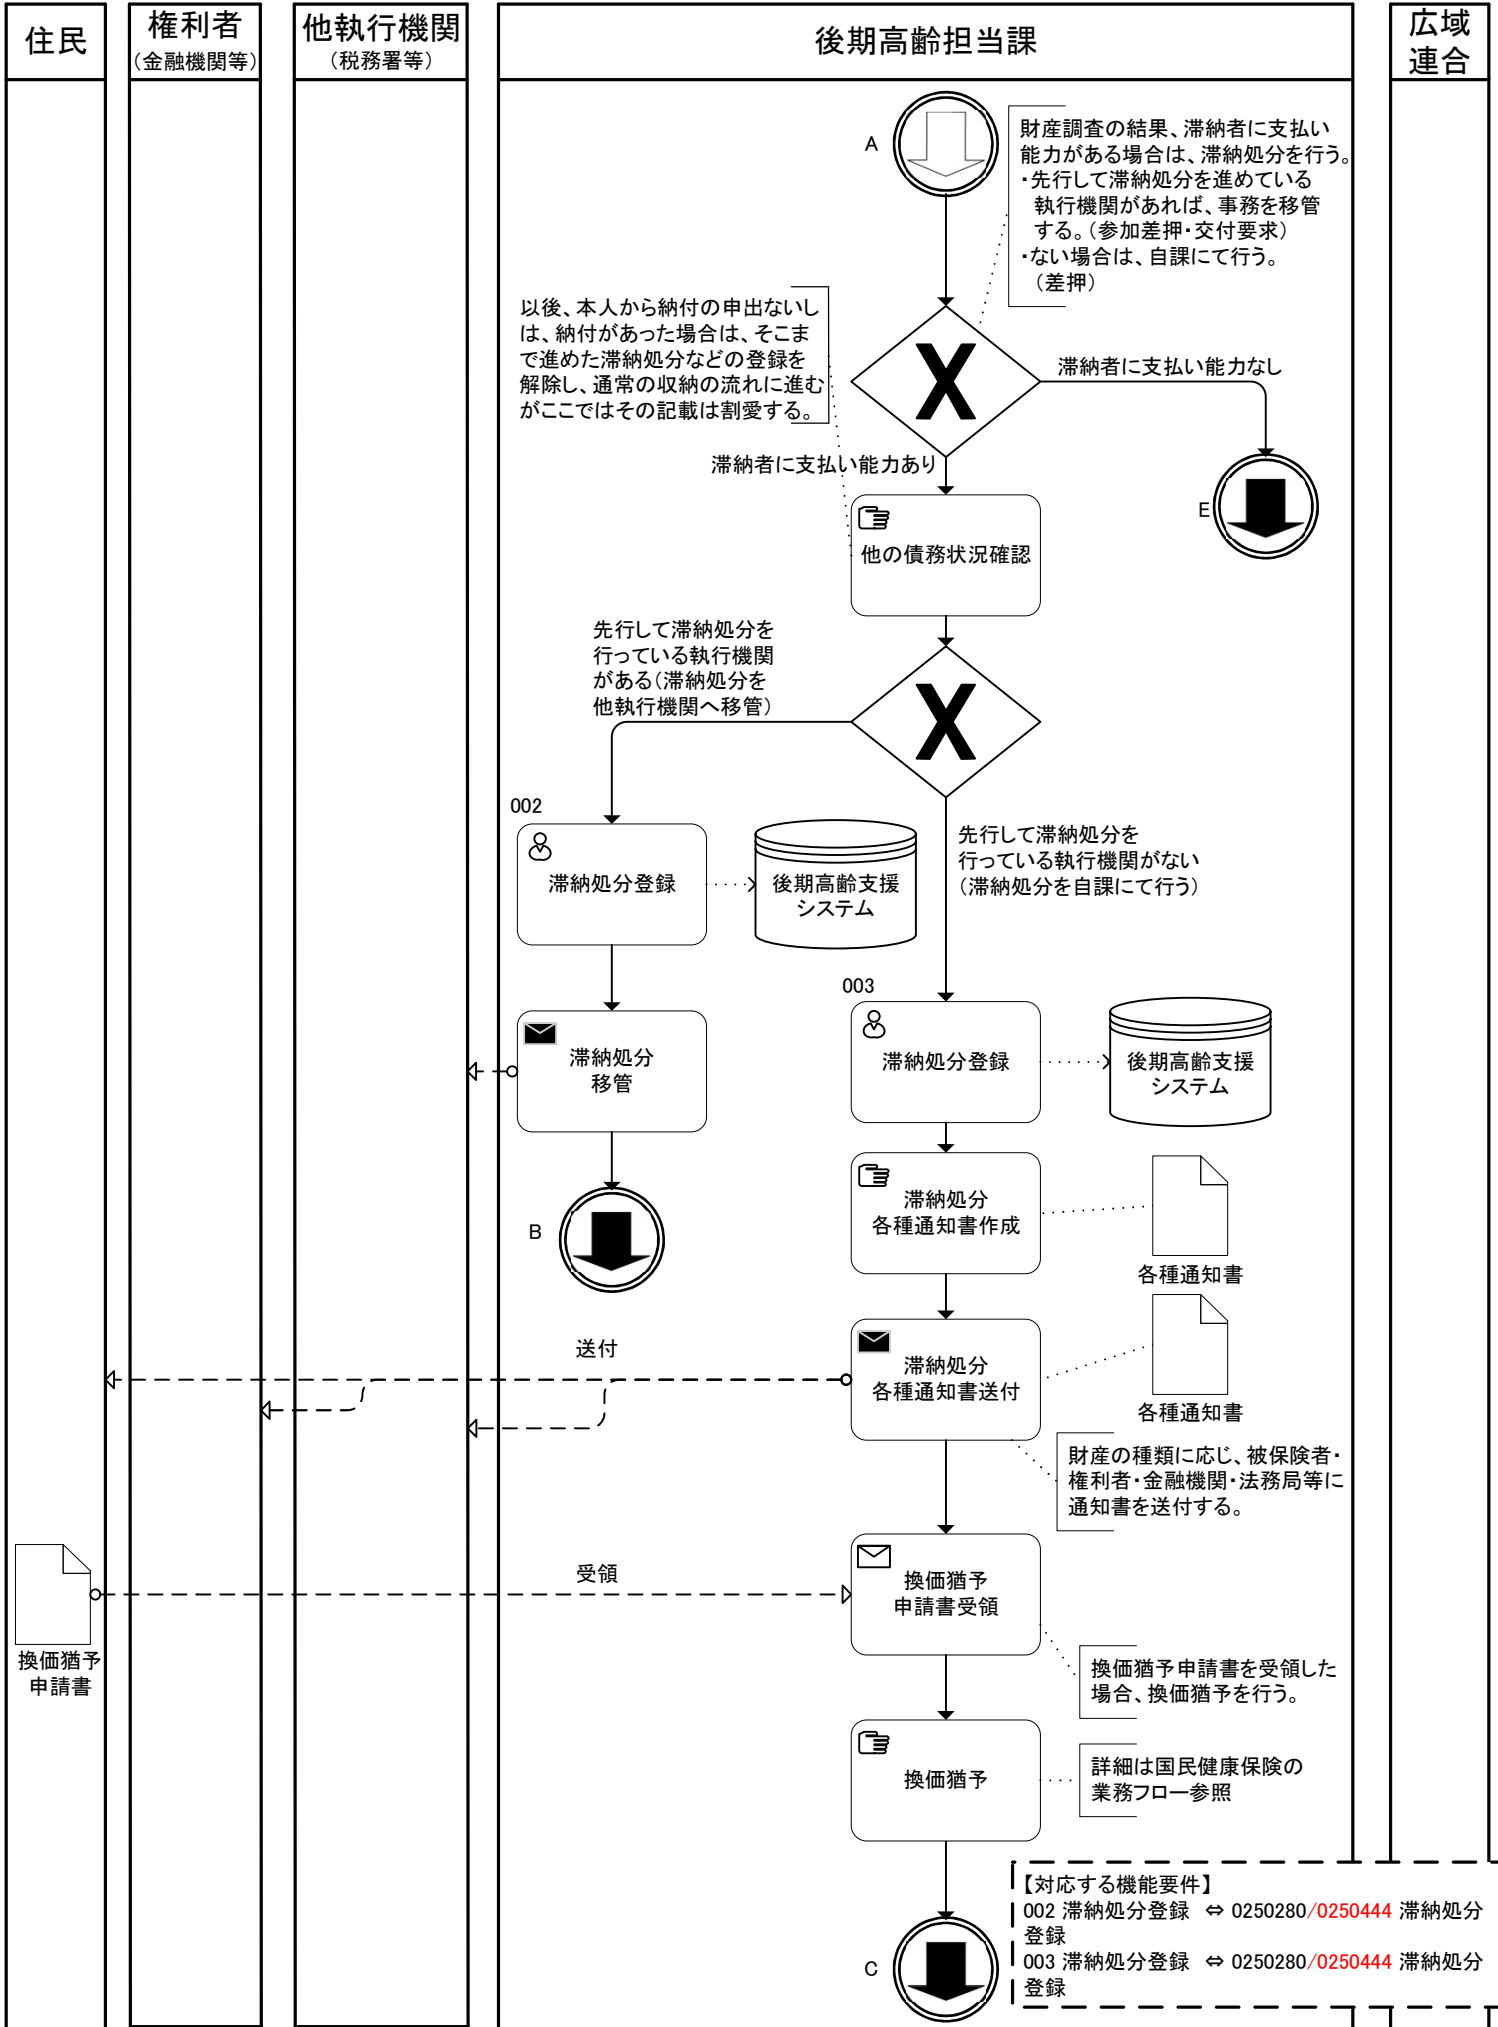 住民
権利者
（金融機関等）
他執行機関
（税務署等）
後期高齢担当課
広域
連合
A
財産調査の結果、滞納者に支払い
能力がある場合は、滞納処分を行う。
・先行して滞納処分を進めている
執行機関があれば、事務を移管
する。（参加差押・交付要求）
・ない場合は、自課にて行う。
（差押）
以後、本人から納付の申出ないし
は、納付があった場合は、そこま
で進めた滞納処分などの登録を
解除し、通常の収納の流れに進む
がここではその記載は割愛する。
X
滞納者に支払い能力なし
滞納者に支払い能力あり
E
他の債務状況確認
先行して滞納処分を
行っている執行機関
がある（滞納処分を
他執行機関へ移管）
X
002
滞納処分登録
後期高齢支援
システム
先行して滞納処分を
行っている執行機関がない
（滞納処分を自課にて行う）
003
滞納処分
移管
滞納処分登録
後期高齢支援
システム
B
滞納処分
各種通知書作成
各種通知書
送付
滞納処分
各種通知書送付
各種通知書
財産の種類に応じ、被保険者・
権利者・金融機関・法務局等に
通知書を送付する。
受領
換価猶予
申請書受領
換価猶予
申請書
換価猶予申請書を受領した
場合、換価猶予を行う。
換価猶予
詳細は国民健康保険の
業務フロー参照
【対応する機能要件】
002 滞納処分登録 ⇔ 0250280/0250444 滞納処分
登録
003 滞納処分登録 ⇔ 0250280/0250444 滞納処分
登録
C